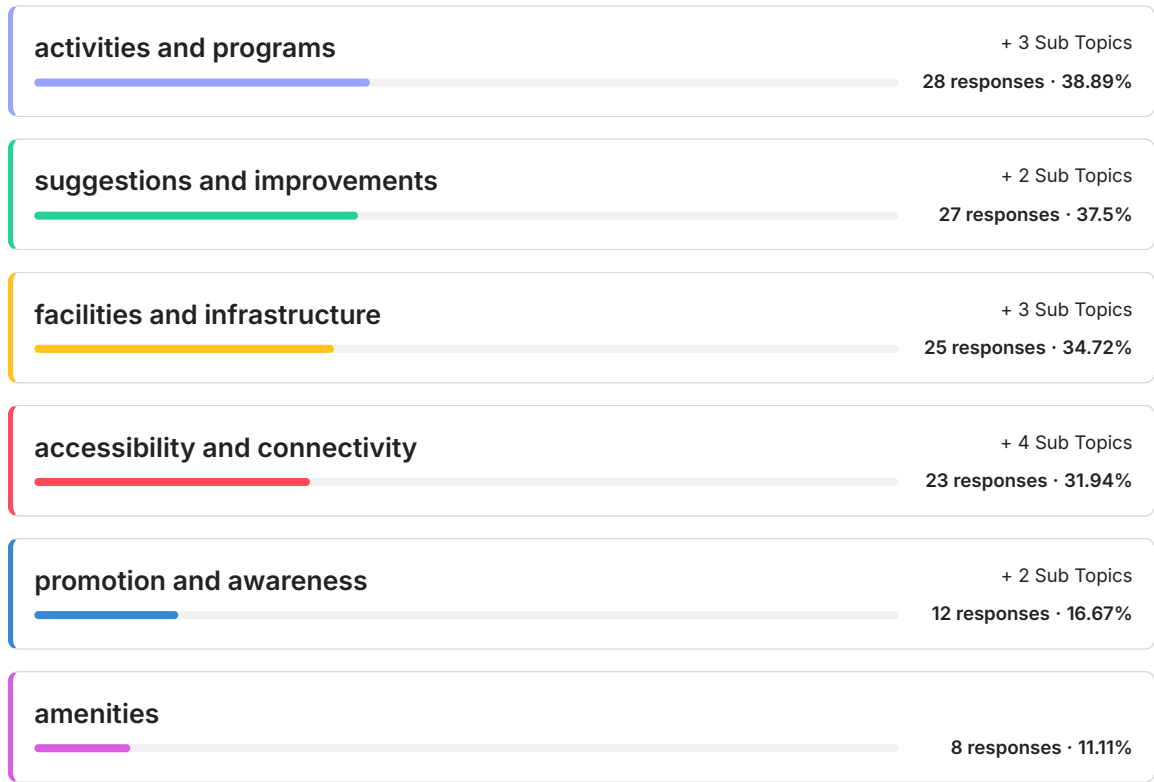 activities and programs
+ 3 Sub Topics
28 responses · 38.89%
suggestions and improvements
+ 2 Sub Topics
27 responses · 37.5%
facilities and infrastructure
+ 3 Sub Topics
25 responses · 34.72%
accessibility and connectivity
+ 4 Sub Topics
23 responses · 31.94%
promotion and awareness
+ 2 Sub Topics
12 responses · 16.67%
amenities
8 responses · 11.11%